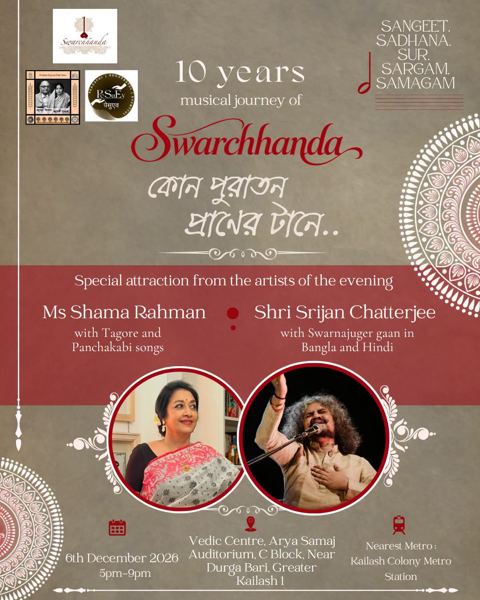 Swarchhanda
10 years
musical journey of
Swarchhanda
SANGEET.
SADHANA.
SUR.
SARGAM.
SAMAGAM
কোন পুরাতন
প্রাণের টানে..
Special attraction from the artists of the evening
Ms Shama Rahman
with Tagore and
Panchakabi songs
Shri Srijan Chatterjee
with Swarnajuger gaan in
Bangla and Hindi
6th December 2026
5pm-9pm
Vedic Centre, Arya Samaj
Auditorium, C Block, Near
Durga Bari, Greater
Kailash 1
Nearest Metro :
Kailash Colony Metro
Station